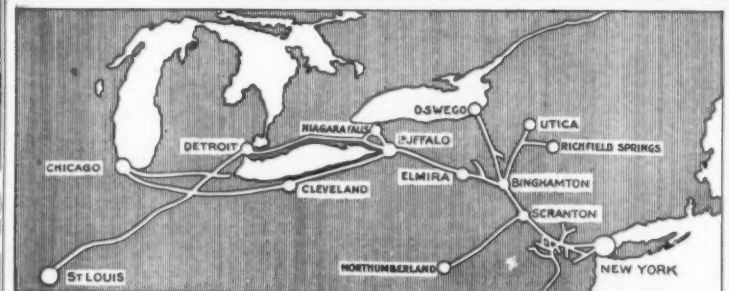 OSWEGO
UTICA
NIAGARA FALLS
DETROIT
BUFFALO
RICHFIELD SPRINGS
CHICAGO
ELMIRA
BINGHAMTON
CLEVELAND
SCRANTON
NORTHUMBERLAND
ST LOUIS
NEW YORK